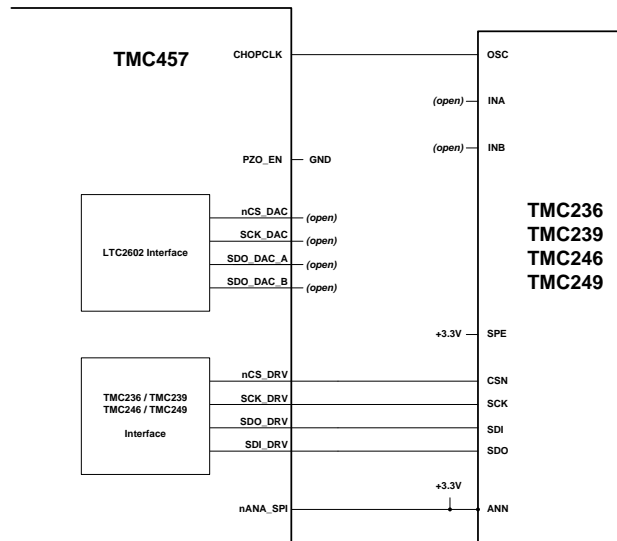 TMC457
CHOPCLK
OSC
(open)
INA
(open)
INB
PZO_EN
GND
nCS_DAC
(open)
SCK_DAC
(open)
LTC2602 Interface
SDO_DAC_A
(open)
SDO_DAC_B
(open)
TMC236
TMC239
TMC246
TMC249
+3.3V
SPE
nCS_DRV
CSN
TMC236 / TMC239
TMC246 / TMC249
Interface
SCK_DRV
SCK
SDO_DRV
SDI
SDI_DRV
SDO
+3.3V
nANA_SPI
ANN